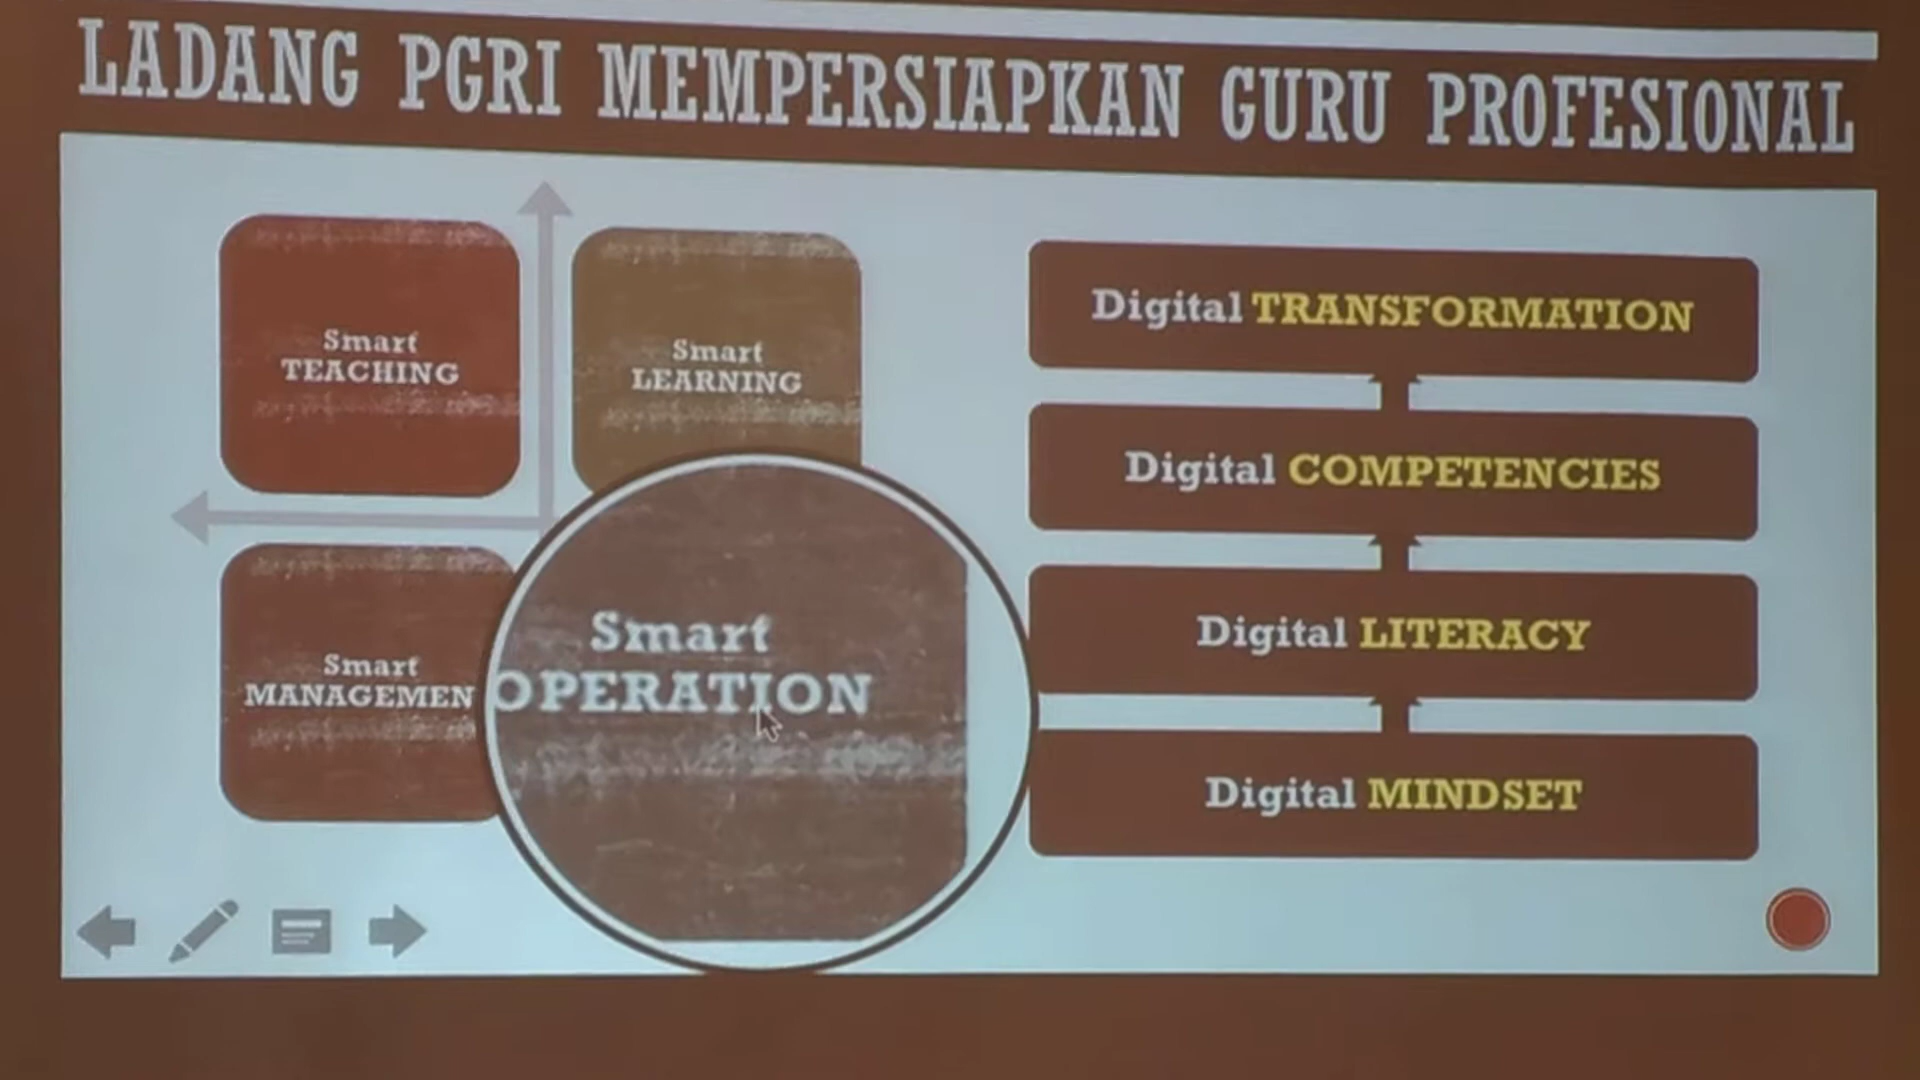 LADANG PGRI MEMPERSIAPKAN GURU PROFESIONAL
Smart
TEACHING
Smart
LEARNING
Smart
MANAGEMEN
Smart
OPERATION
Digital TRANSFORMATION
Digital COMPETENCIES
Digital LITERACY
Digital MINDSET